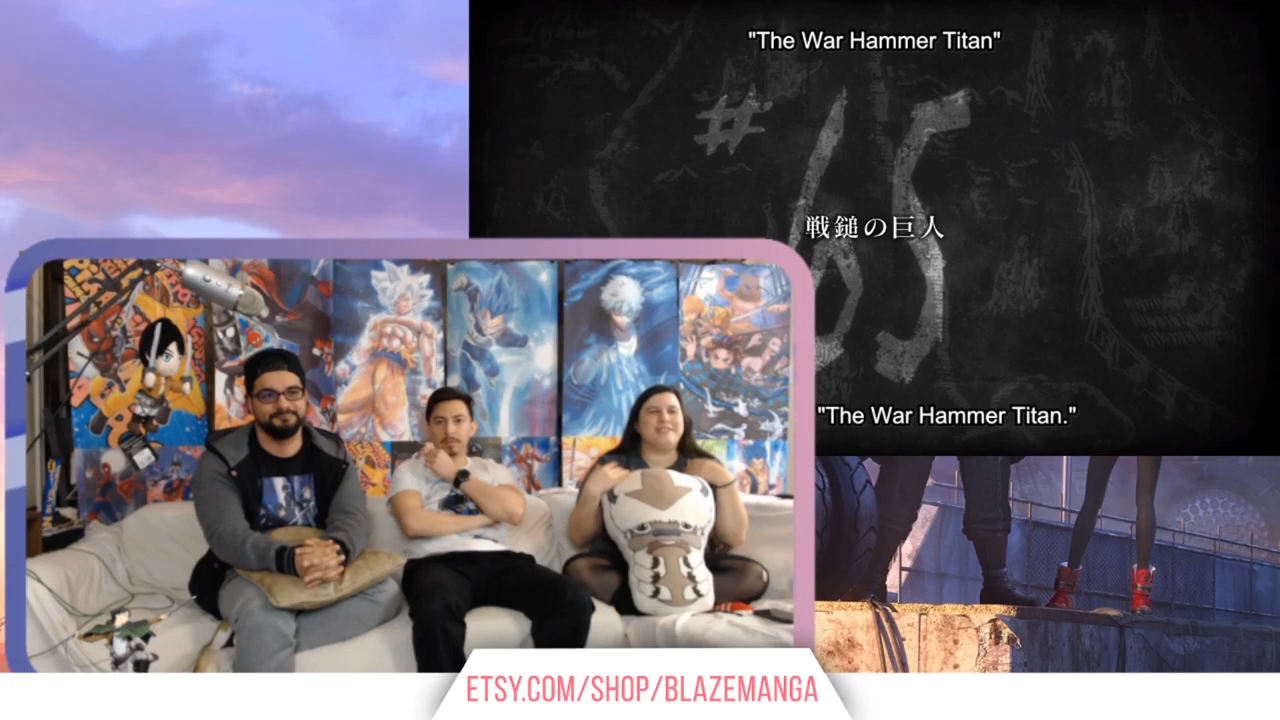 "The War Hammer Titan"
#65
戦鎚の巨人
"The War Hammer Titan."
ETSY.COM/SHOP/BLAZEMANGA